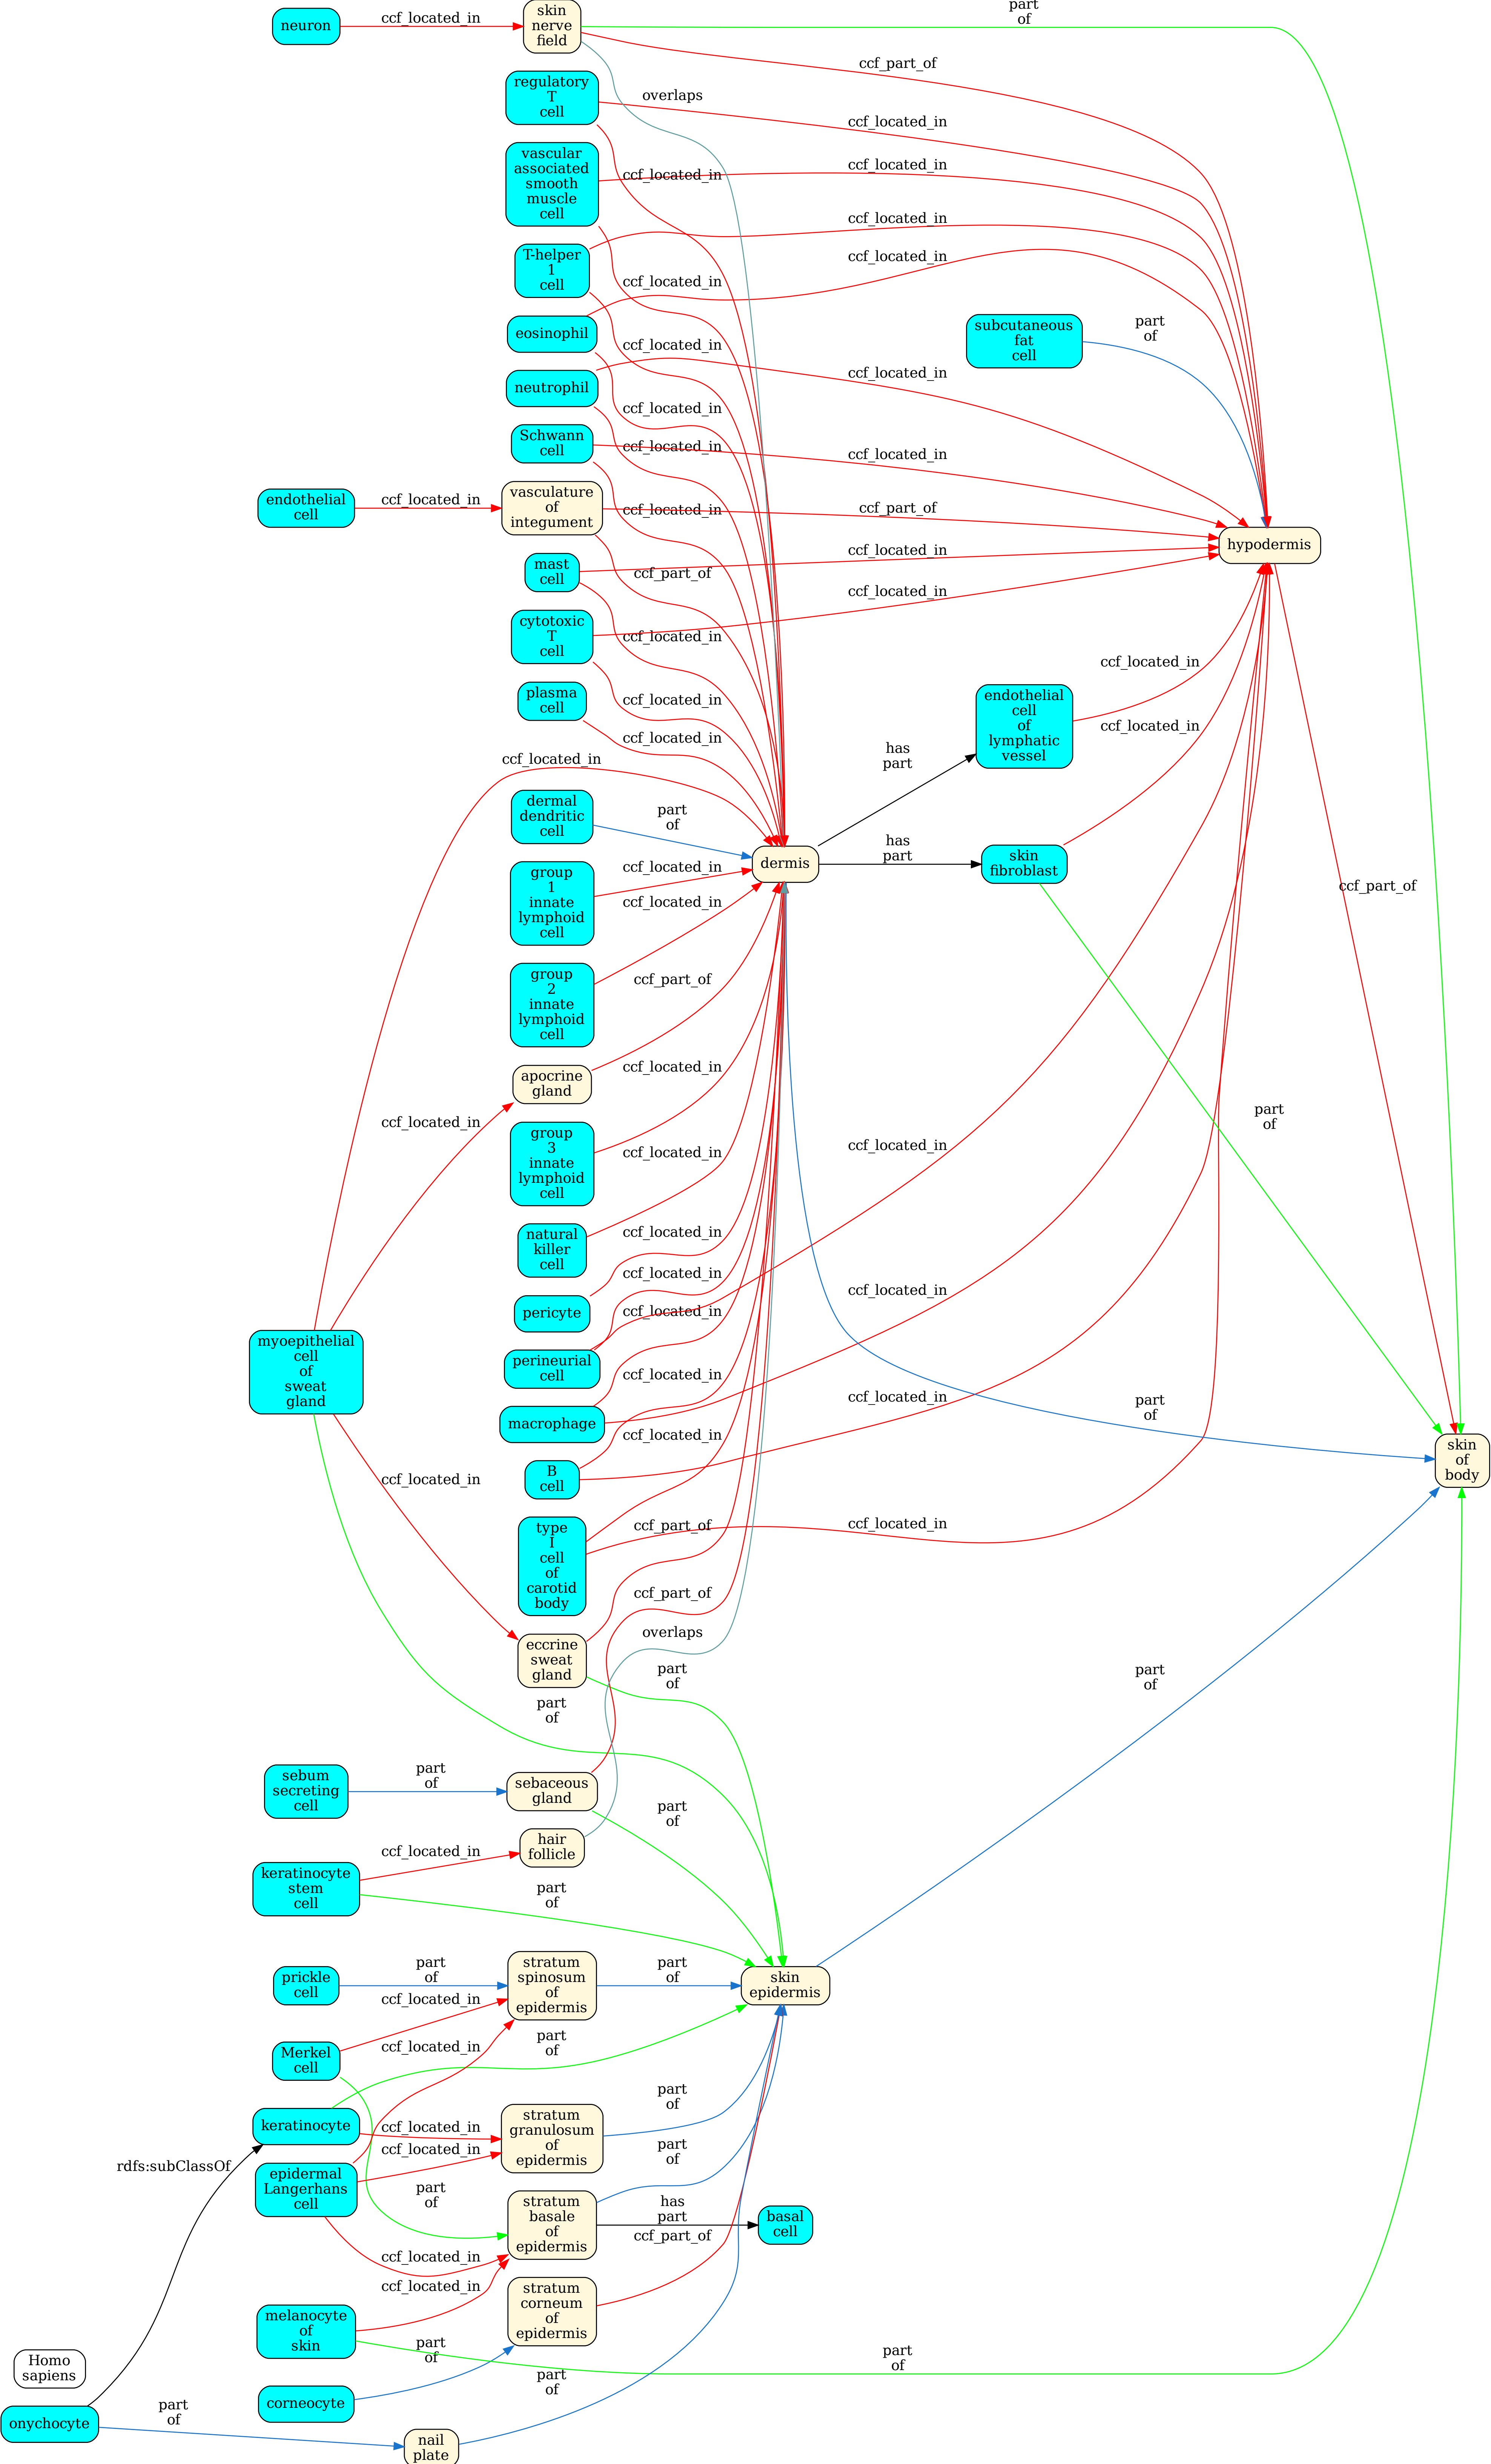 part
of
neuron
ccf_located_in
skin
nerve
field
ccf_part_of
overlaps
regulatory
T
cell
ccf_located_in
ccf_located_in
vascular
associated
smooth
muscle
cell
ccf_located_in
ccf_located_in
T-helper
1
cell
ccf_located_in
ccf_located_in
eosinophil
ccf_located_in
ccf_located_in
subcutaneous
fat
cell
part
of
neutrophil
ccf_located_in
ccf_located_in
Schwann
cell
ccf_located_in
ccf_located_in
endothelial
cell
ccf_located_in
vasculature
of
integument
ccf_part_of
ccf_part_of
hypodermis
mast
cell
ccf_located_in
ccf_located_in
cytotoxic
T
cell
ccf_located_in
ccf_located_in
plasma
cell
ccf_located_in
ccf_located_in
endothelial
cell
of
lymphatic
vessel
ccf_located_in
ccf_located_in
has
part
dermal
dendritic
cell
part
of
dermis
has
part
skin
fibroblast
group
1
innate
lymphoid
cell
ccf_located_in
ccf_part_of
group
2
innate
lymphoid
cell
ccf_located_in
apocrine
gland
ccf_part_of
ccf_located_in
group
3
innate
lymphoid
cell
ccf_located_in
part
of
natural
killer
cell
ccf_located_in
ccf_located_in
pericyte
ccf_located_in
myoepithelial
cell
of
sweat
gland
perineurial
cell
ccf_located_in
ccf_located_in
macrophage
ccf_located_in
ccf_located_in
B
cell
ccf_located_in
ccf_located_in
part
of
skin
of
body
ccf_located_in
type
I
cell
of
carotid
body
ccf_located_in
ccf_part_of
eccrine
sweat
gland
ccf_part_of
overlaps
part
of
part
of
part
of
sebum
secreting
cell
part
of
sebaceous
gland
part
of
hair
follicle
keratinocyte
stem
cell
ccf_located_in
part
of
prickle
cell
part
of
stratum
spinosum
of
epidermis
part
of
skin
epidermis
ccf_located_in
Merkel
cell
ccf_located_in
part
of
keratinocyte
ccf_located_in
stratum
granulosum
of
epidermis
part
of
rdfs:subClassOf
epidermal
Langerhans
cell
ccf_located_in
part
of
part
of
stratum
basale
of
epidermis
has
part
basal
cell
ccf_part_of
ccf_located_in
ccf_located_in
melanocyte
of
skin
part
of
stratum
corneum
of
epidermis
part
of
Homo
sapiens
corneocyte
part
of
onychocyte
part
of
nail
plate